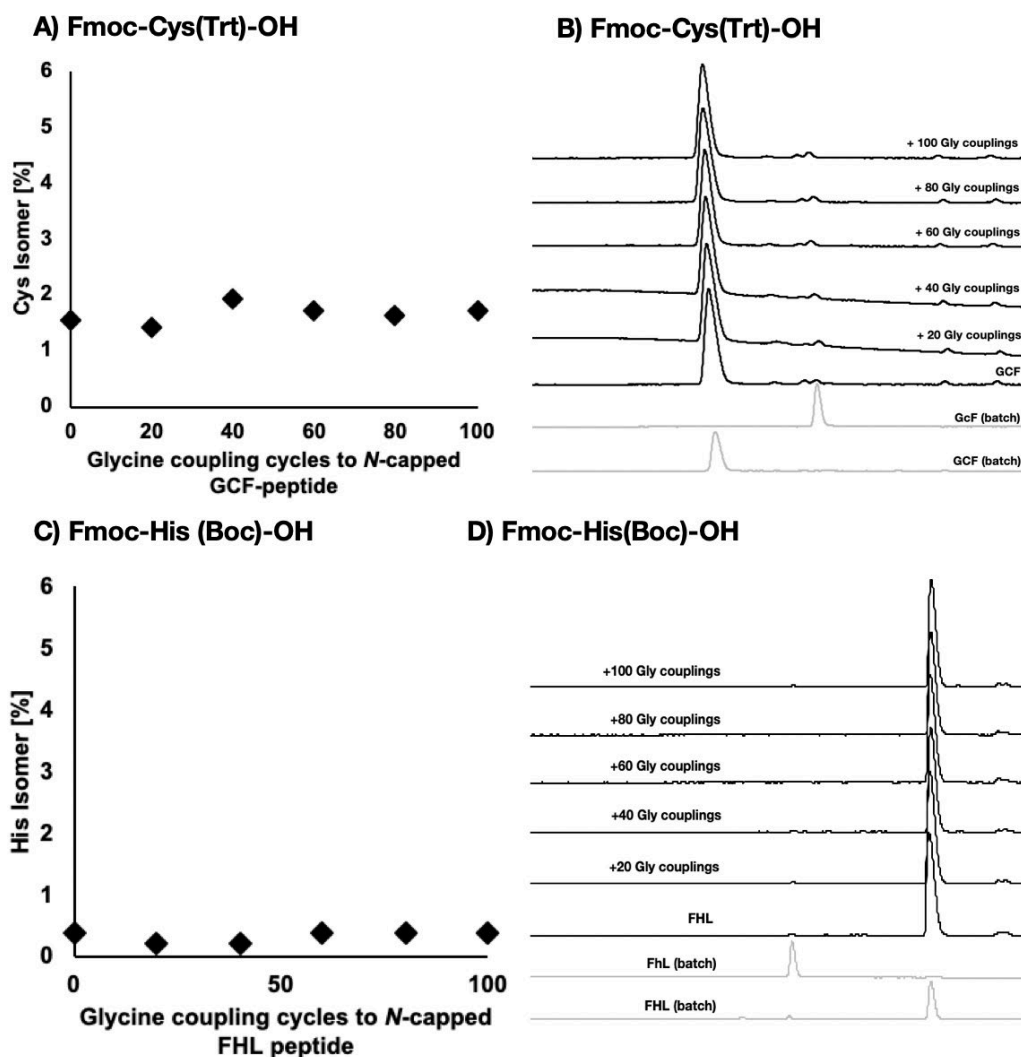 A) Fmoc-Cys(Trt)-OH
6
5
4
3
2
1
0
Cys Isomer [%]
0 20 40 60 80 100
Glycine coupling cycles to N-capped
GCF-peptide
B) Fmoc-Cys(Trt)-OH
+ 100 Gly couplings
+ 80 Gly couplings
+ 60 Gly couplings
+ 40 Gly couplings
+ 20 Gly couplings
GCF
GcF (batch)
GCF (batch)
C) Fmoc-His (Boc)-OH
6
5
4
3
2
1
0
His Isomer [%]
0 50 100
Glycine coupling cycles to N-capped
FHL peptide
D) Fmoc-His(Boc)-OH
+100 Gly couplings
+80 Gly couplings
+60 Gly couplings
+40 Gly couplings
+20 Gly couplings
FHL
FhL (batch)
FHL (batch)